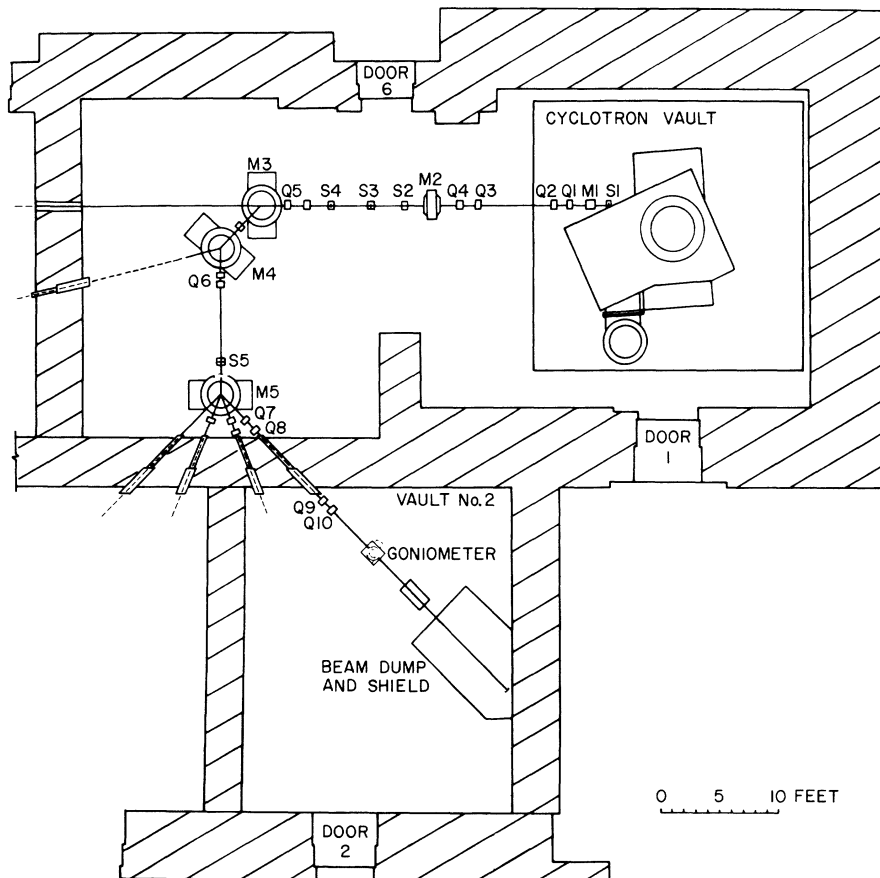 DOOR
6
CYCLOTRON VAULT
M3
Q5
S4
S3
S2
M2
Q4
Q3
Q2
Q1
M1
S1
M4
Q6
S5
M5
Q7
Q8
DOOR
1
VAULT No.2
Q9
Q10
GONIOMETER
BEAM DUMP
AND SHIELD
0 5 10 FEET
DOOR
2